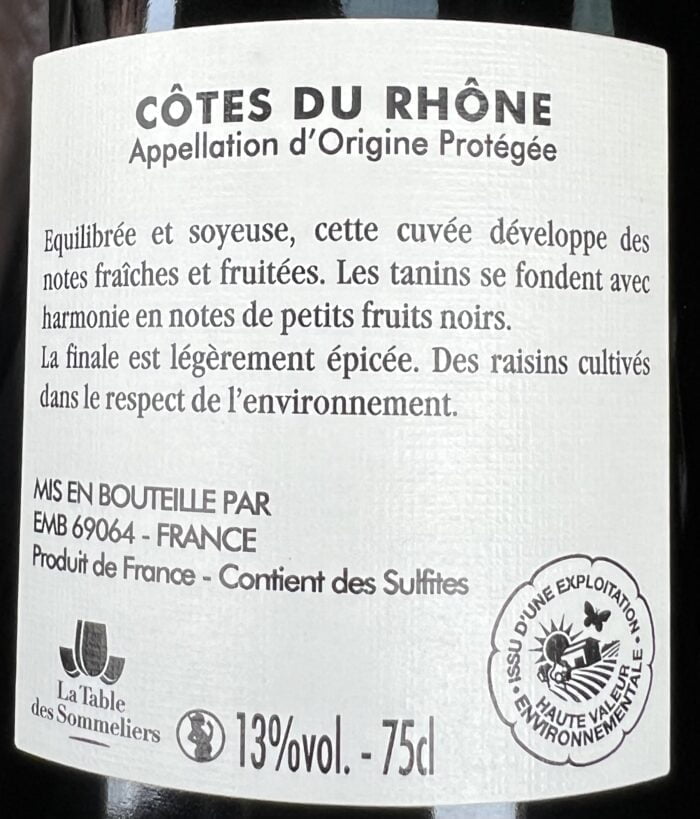 CÔTES DU RHÔNE
Appellation d'Origine Protégée
Equilibrée et soyeuse, cette cuvée développe des
notes fraîches et fruitées. Les tanins se fondent avec
harmonie en notes de petits fruits noirs.
La finale est légèrement épicée. Des raisins cultivés
dans le respect de l'environnement.
MIS EN BOUTEILLE PAR
EMB 69064 - FRANCE
Produit de France - Contient des Sulfites
La Table
des Sommeliers
13%vol. - 75cl
• ISSU D'UNE EXPLOITATION •
HAUTE VALEUR
ENVIRONNEMENTALE